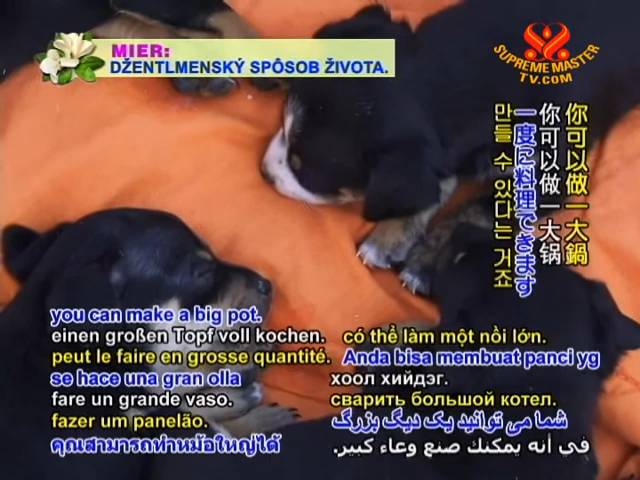 MIER:
DŽENTLMENSKÝ SPÔSOB ŽIVOTA.
SUPREME MASTER
TV.COM
你可以做一大鍋
你可以做一大锅
一度に料理できます
만들 수 있다는 거죠
you can make a big pot.
einen großen Topf voll kochen.
peut le faire en grosse quantité.
se hace una gran olla
fare un grande vaso.
fazer um panelão.
คุณสามารถทำหม้อใหญ่ได้
có thể làm một nồi lớn.
Anda bisa membuat panci yg
хоол хийдэг.
сварить большой котел.
شما می توانید یک دیگ بزرگ
في أنه يمكنك صنع وعاء كبير.